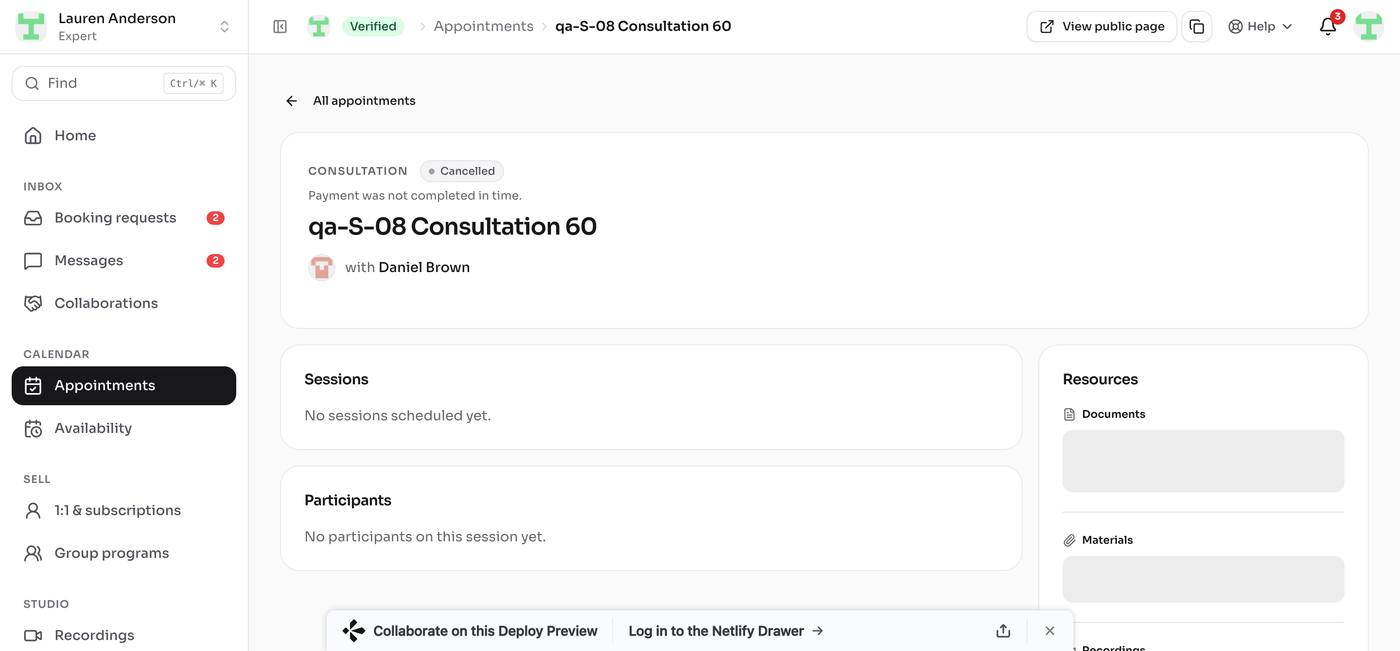 Lauren Anderson
Expert
Find
Ctrl/⌘ K
Home
INBOX
Booking requests 2
Messages 2
Collaborations
CALENDAR
Appointments
Availability
SELL
1:1 & subscriptions
Group programs
STUDIO
Recordings
Verified
Appointments
qa-S-08 Consultation 60
View public page
Help
3
All appointments
CONSULTATION
Cancelled
Payment was not completed in time.
qa-S-08 Consultation 60
with Daniel Brown
Sessions
No sessions scheduled yet.
Participants
No participants on this session yet.
Resources
Documents
Materials
Recordings
Collaborate on this Deploy Preview
Log in to the Netlify Drawer →